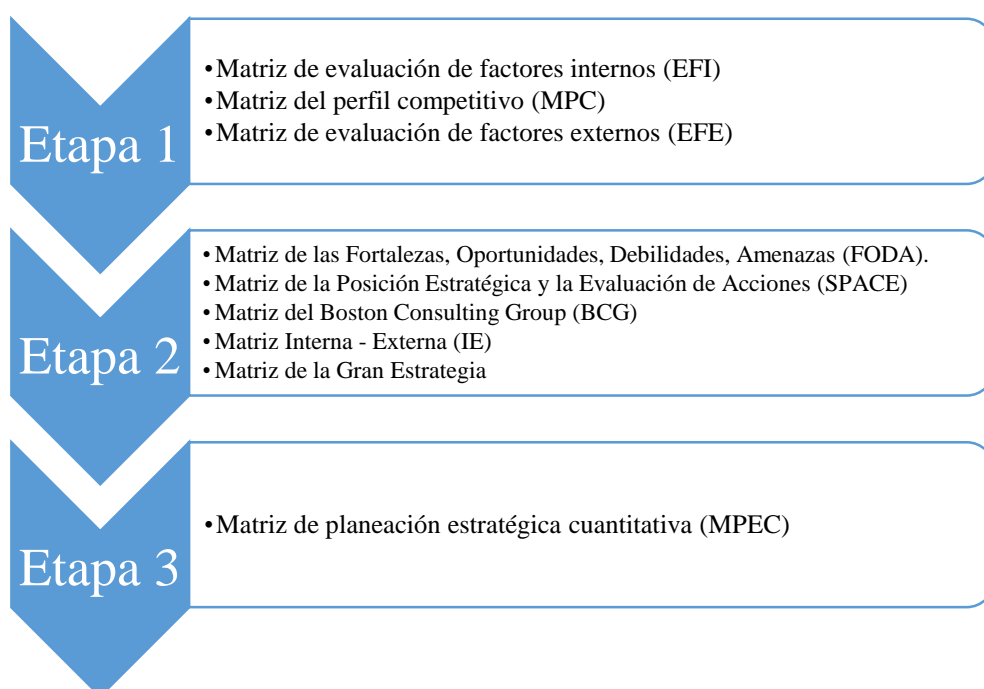 Etapa 1
•Matriz de evaluación de factores internos (EFI)
•Matriz del perfil competitivo (MPC)
•Matriz de evaluación de factores externos (EFE)
Etapa 2
• Matriz de las Fortalezas, Oportunidades, Debilidades, Amenazas (FODA).
• Matriz de la Posición Estratégica y la Evaluación de Acciones (SPACE)
• Matriz del Boston Consulting Group (BCG)
• Matriz Interna - Externa (IE)
• Matriz de la Gran Estrategia
Etapa 3
•Matriz de planeación estratégica cuantitativa (MPEC)